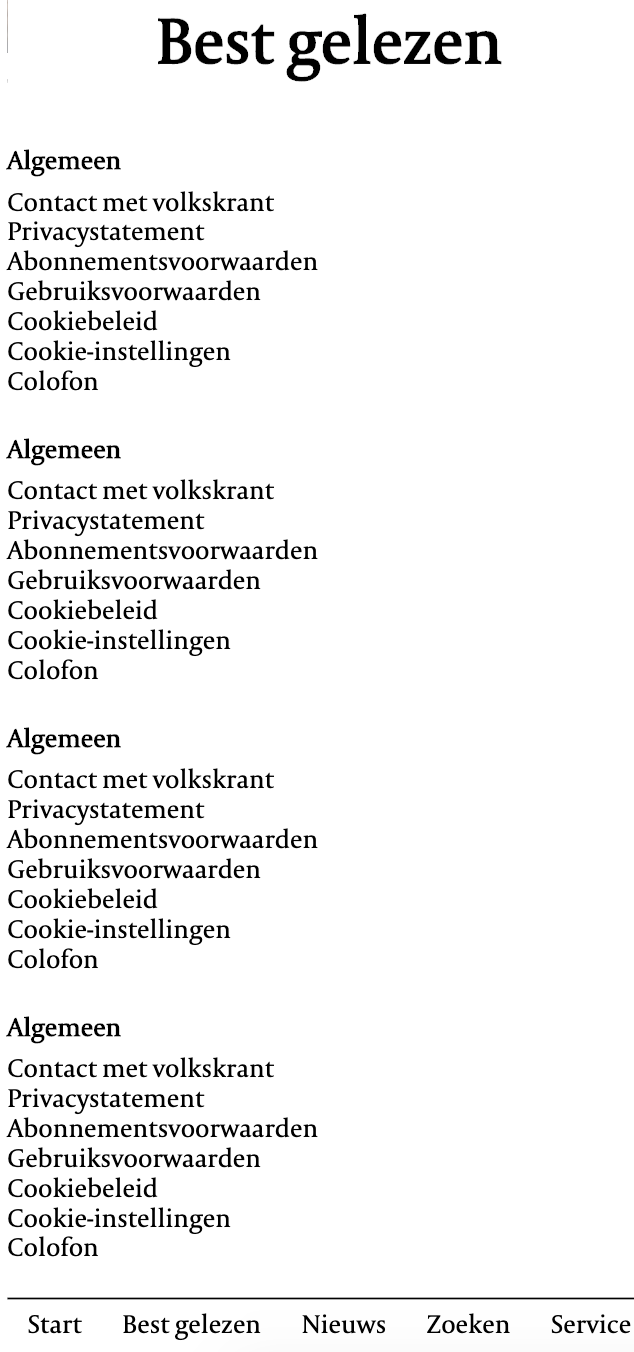 Best gelezen
Algemeen
Contact met volkskrant
Privacystatement
Abonnementsvoorwaarden
Gebruiksvoorwaarden
Cookiebeleid
Cookie-instellingen
Colofon
Algemeen
Contact met volkskrant
Privacystatement
Abonnementsvoorwaarden
Gebruiksvoorwaarden
Cookiebeleid
Cookie-instellingen
Colofon
Algemeen
Contact met volkskrant
Privacystatement
Abonnementsvoorwaarden
Gebruiksvoorwaarden
Cookiebeleid
Cookie-instellingen
Colofon
Algemeen
Contact met volkskrant
Privacystatement
Abonnementsvoorwaarden
Gebruiksvoorwaarden
Cookiebeleid
Cookie-instellingen
Colofon
Start Best gelezen Nieuws Zoeken Service